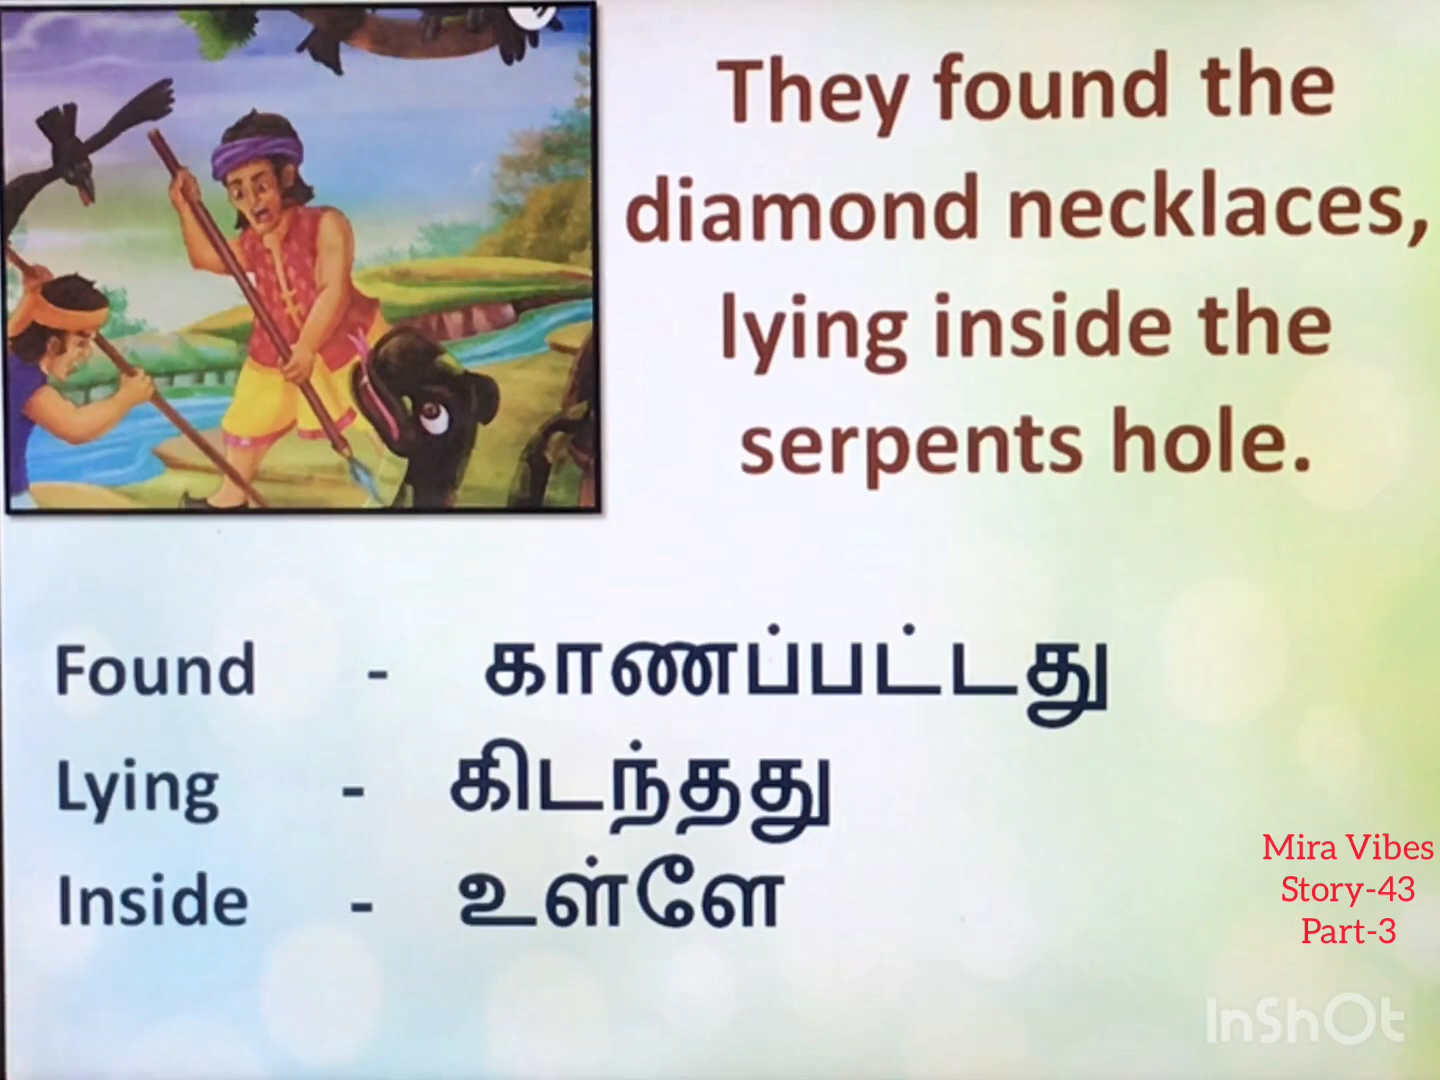 They found the
diamond necklaces,
lying inside the
serpents hole.
Found - காணப்பட்டது
Lying - கிடந்தது
Inside - உள்ளே
Mira Vibes
Story-43
Part-3
InShOt